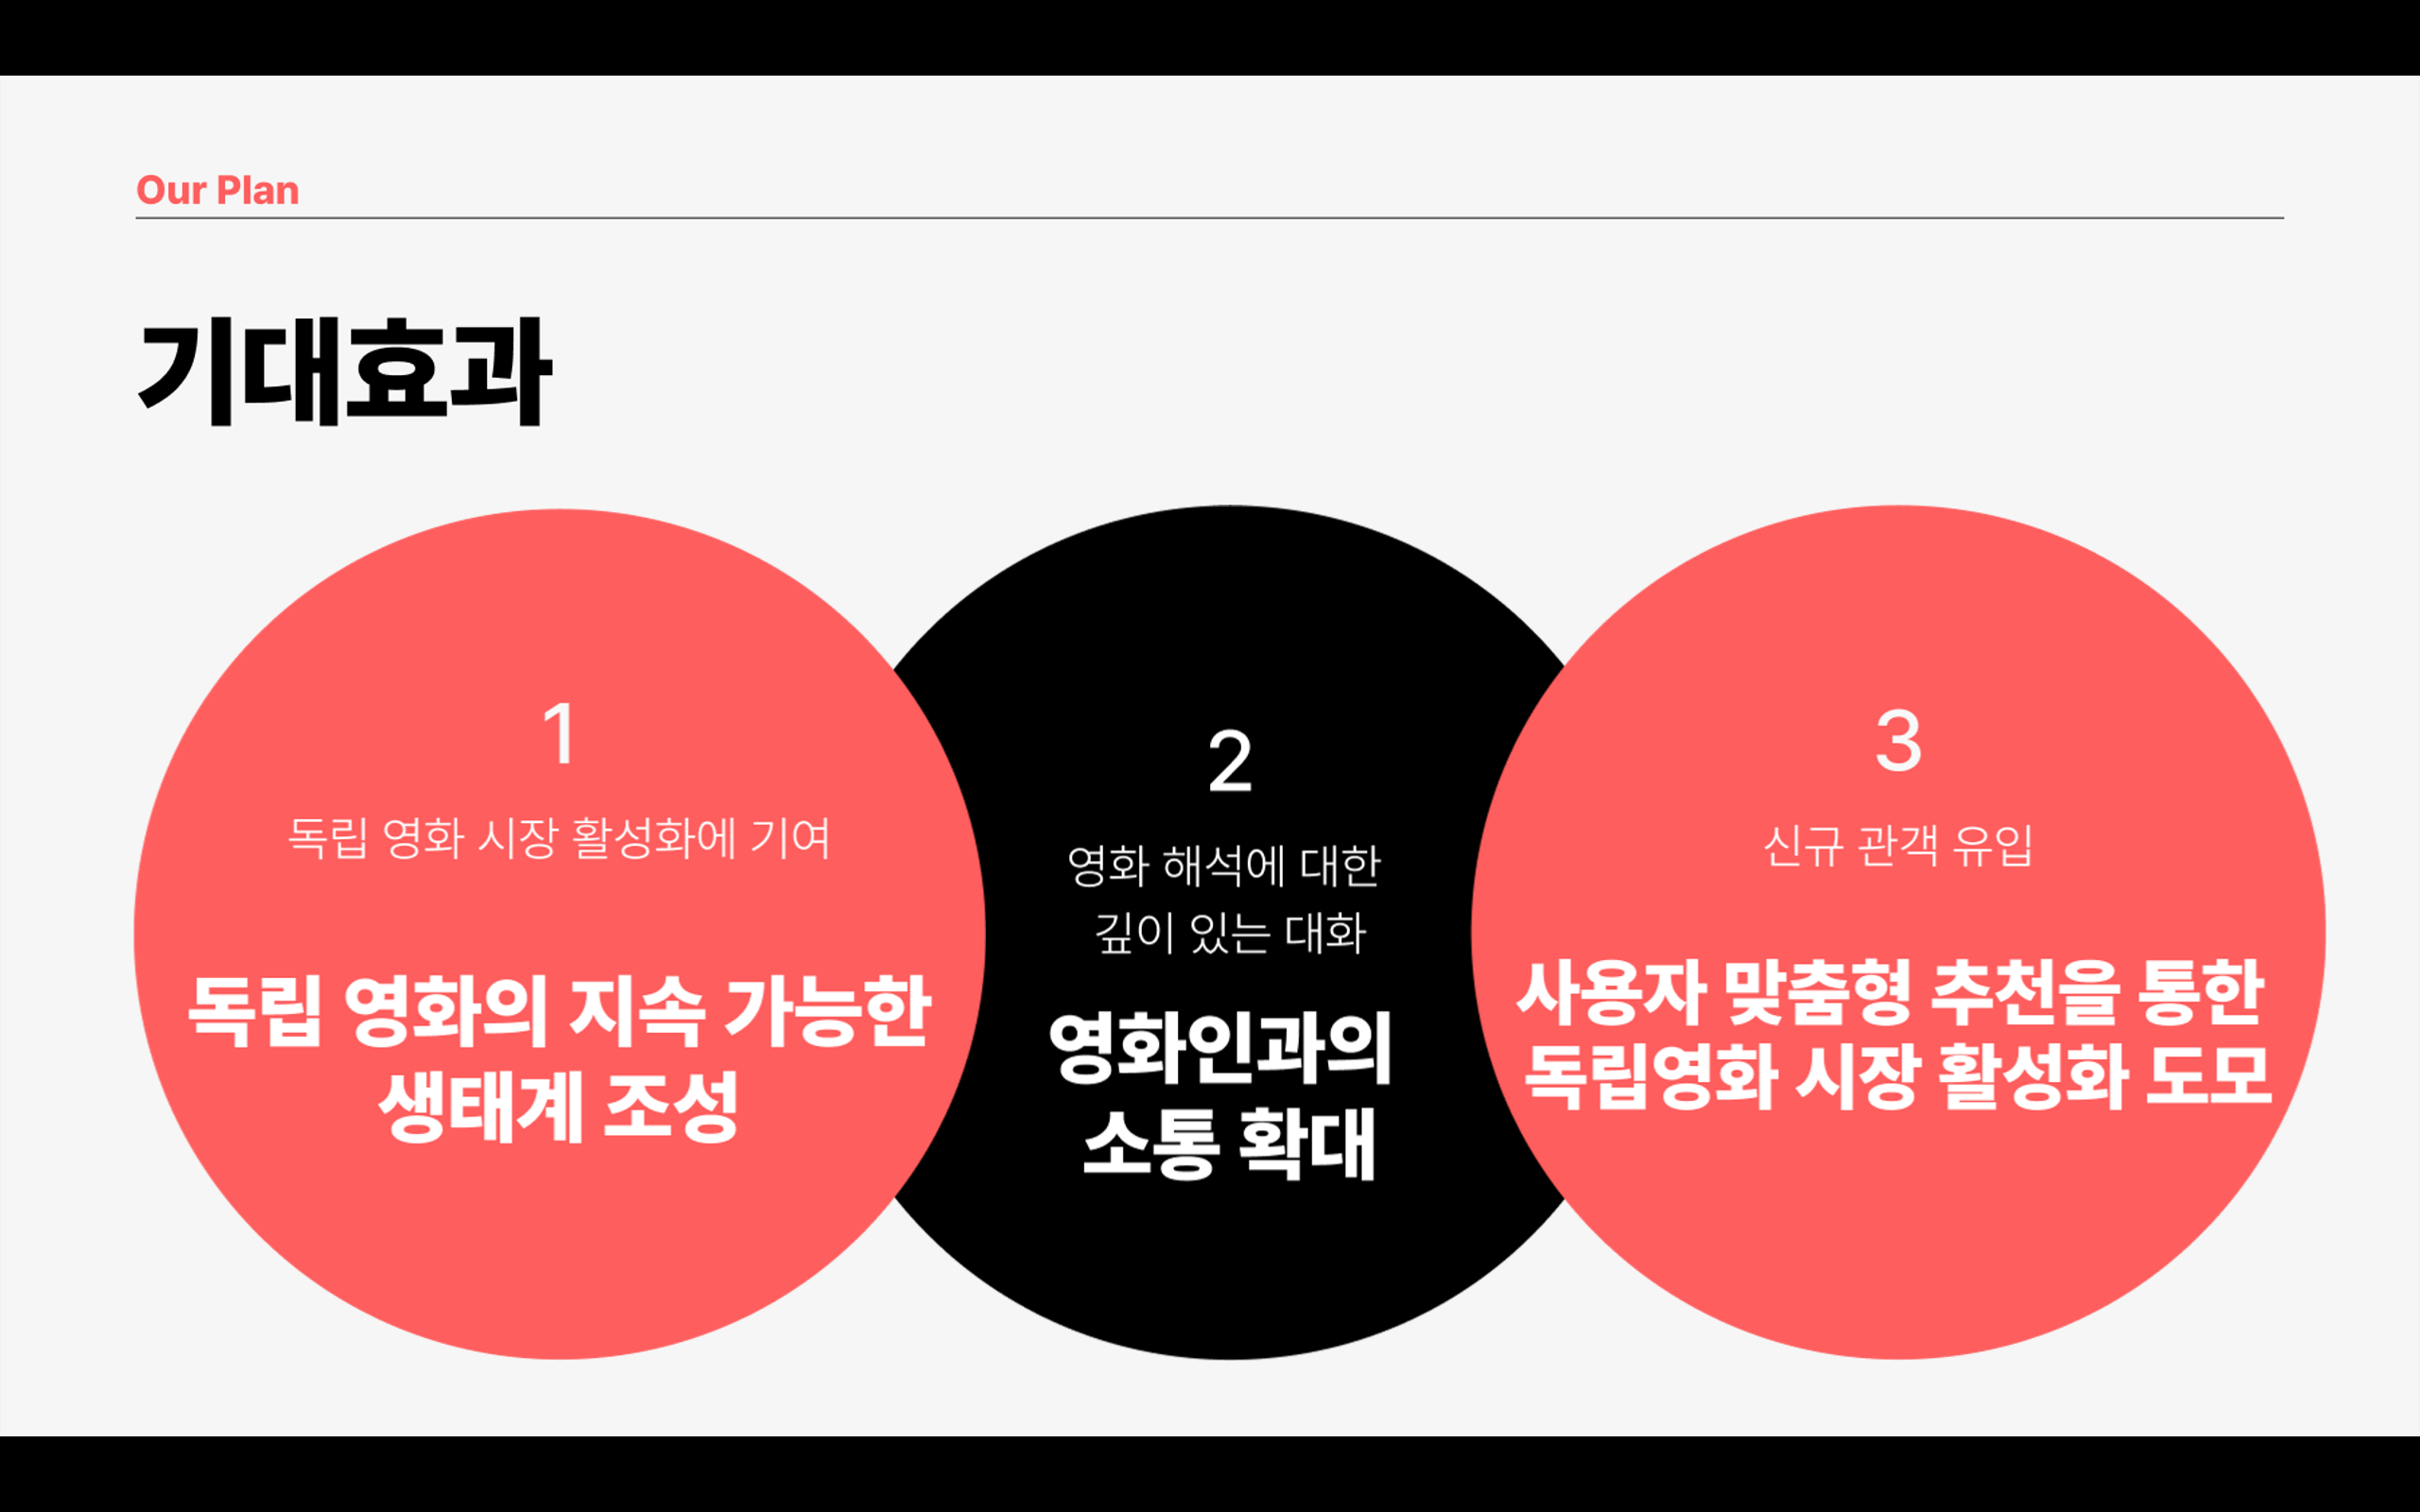 Our Plan
기대효과
1
독립 영화 시장 활성화에 기여
독립 영화의 지속 가능한
생태계 조성
2
영화 해석에 대한
깊이 있는 대화
영화인과의
소통 확대
3
신규 관객 유입
사용자 맞춤형 추천을 통한
독립영화 시장 활성화 도모